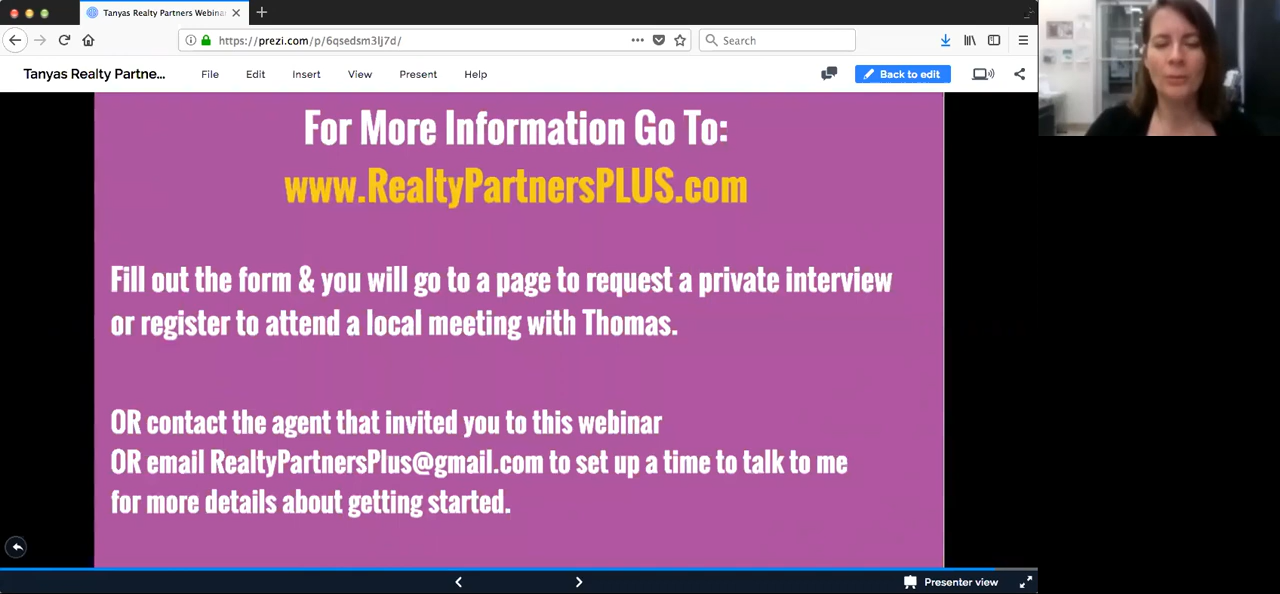 Tanyas Realty Partners Webinar
https://prezi.com/p/6qsedsm3lj7d/
Search
Tanyas Realty Partne...
File
Edit
Insert
View
Present
Help
Back to edit
For More Information Go To:
www.RealtyPartnersPLUS.com
Fill out the form & you will go to a page to request a private interview
or register to attend a local meeting with Thomas.
OR contact the agent that invited you to this webinar
OR email RealtyPartnersPlus@gmail.com to set up a time to talk to me
for more details about getting started.
Presenter view